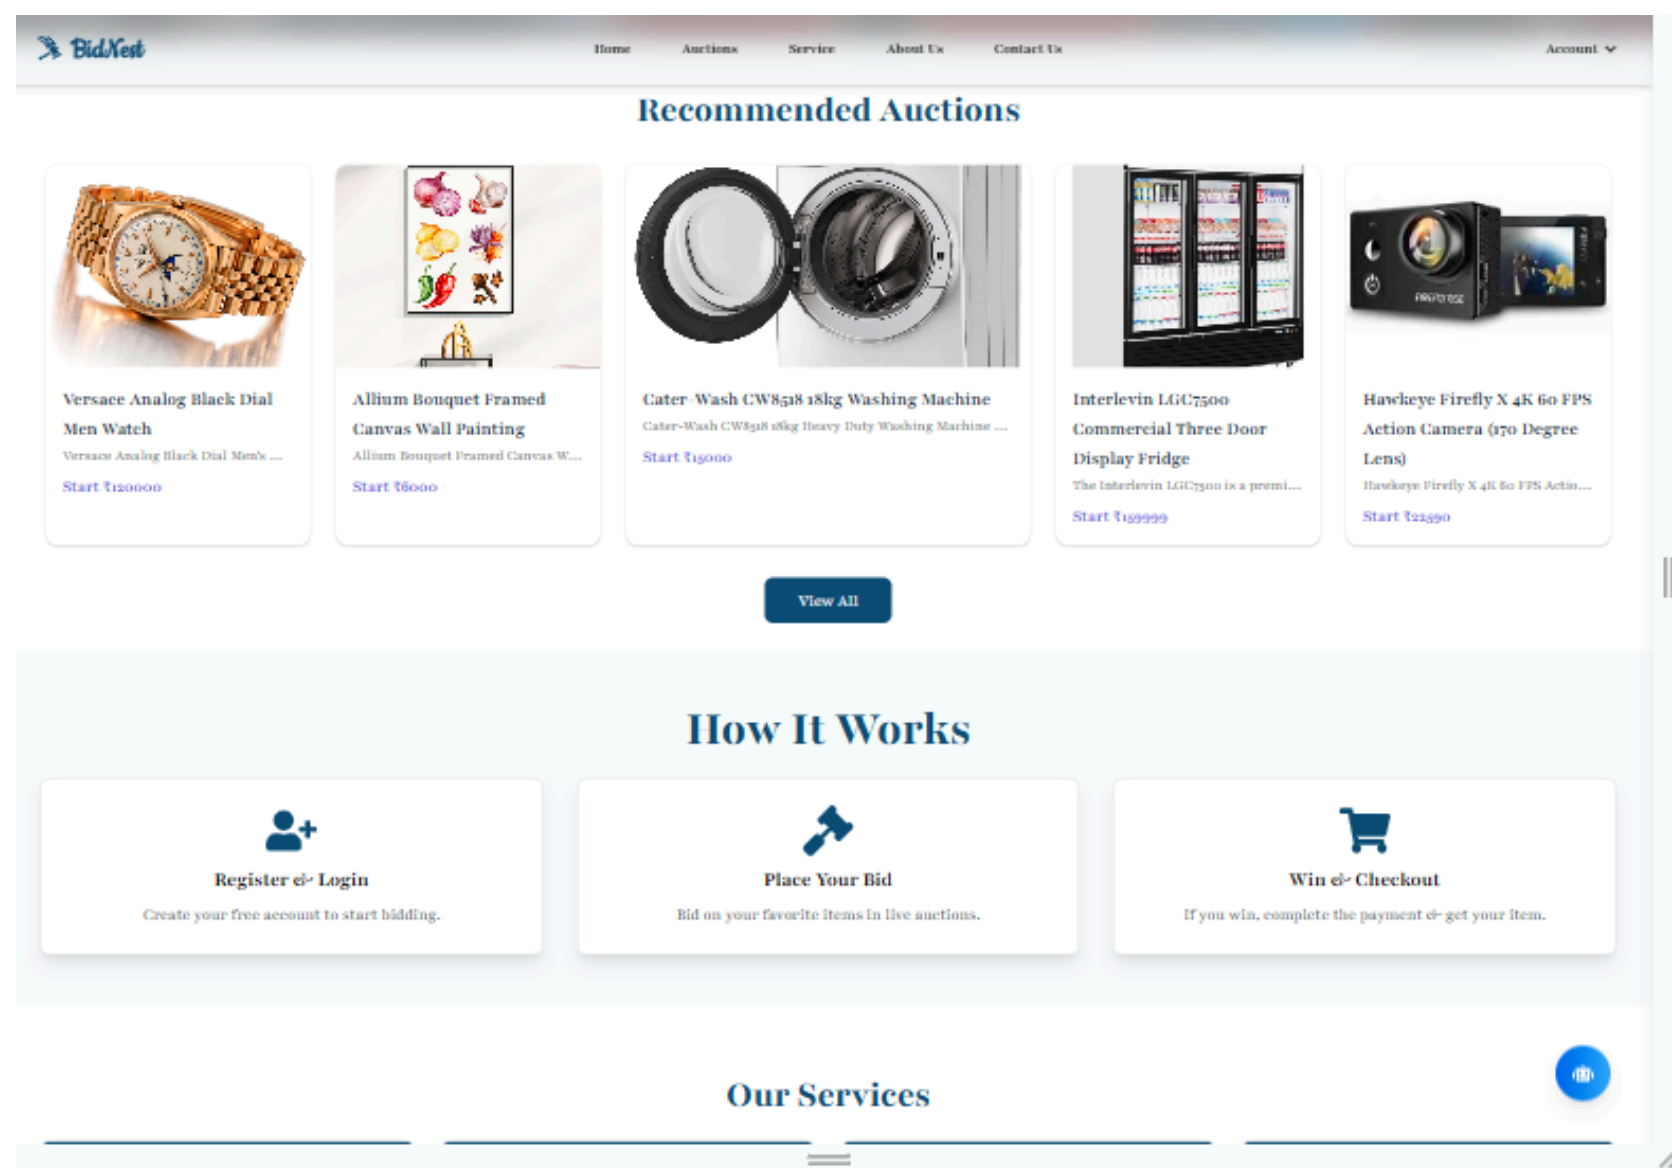 BidNest
Home Auctions Service About Us Contact Us Account
Recommended Auctions
Versace Analog Black Dial
Men Watch
Versace Analog Black Dial Men's ....
Start ₹120000
Allium Bouquet Framed
Canvas Wall Painting
Allium Bouquet Framed Canvas W....
Start ₹6000
Cater-Wash CW8518 18kg Washing Machine
Cater-Wash CW8518 18kg Heavy Duty Washing Machine ....
Start ₹15000
Interlevin LGC7500
Commercial Three Door
Display Fridge
The Interlevin LGC7500 is a premi....
Start ₹159999
Hawkeye Firefly X 4K 60 FPS
Action Camera (170 Degree
Lens)
Hawkeye Firefly X 4K 60 FPS Actio....
Start ₹22590
View All
How It Works
Register & Login
Create your free account to start bidding.
Place Your Bid
Bid on your favorite items in live auctions.
Win & Checkout
If you win, complete the payment & get your item.
Our Services